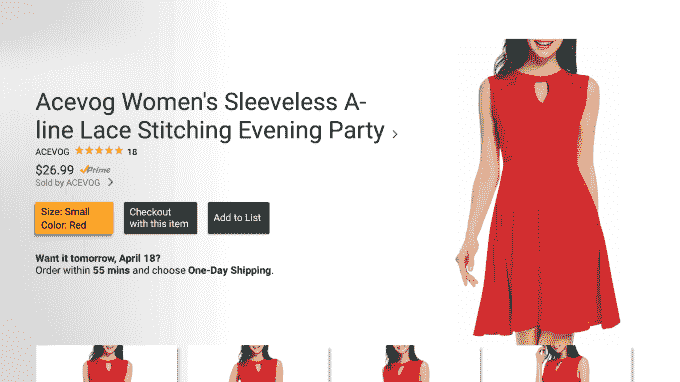 Acevog Women's Sleeveless A-
line Lace Stitching Evening Party
ACEVOG 18
$26.99 Prime
Sold by ACEVOG
Size: Small
Color: Red
Checkout
with this item
Add to List
Want it tomorrow, April 18?
Order within 55 mins and choose One-Day Shipping.